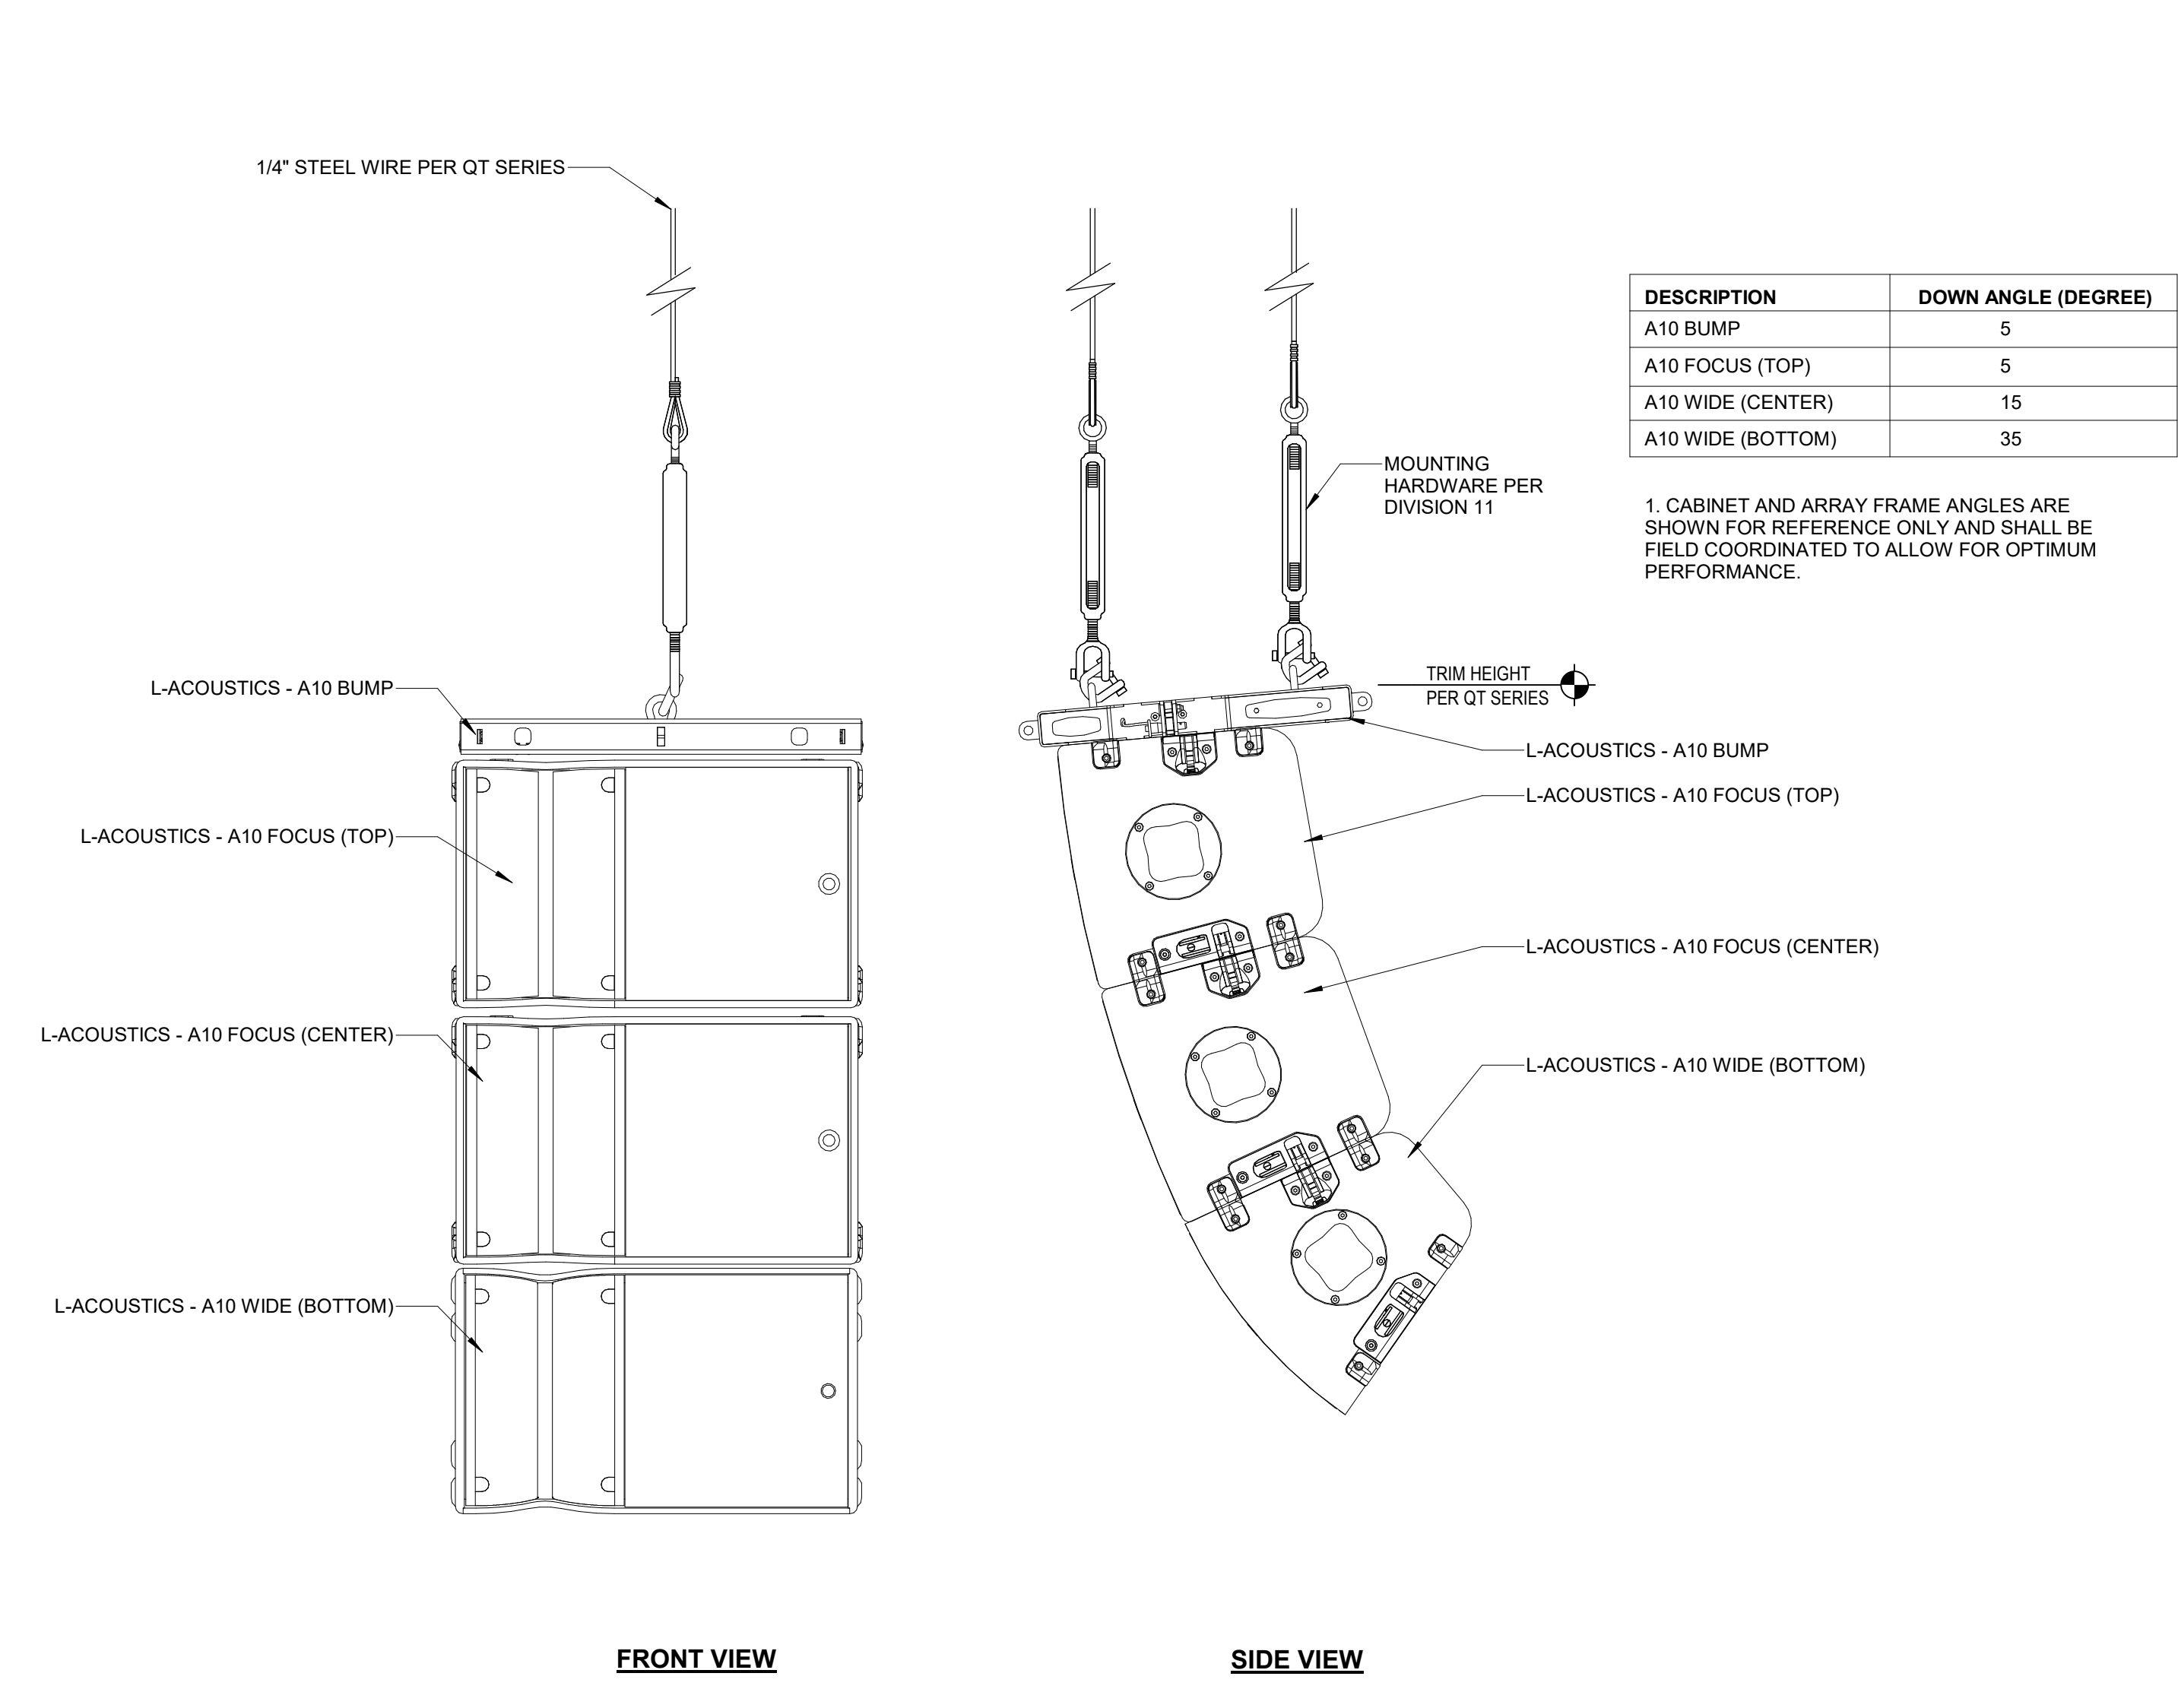 1/4" STEEL WIRE PER QT SERIES
L-ACOUSTICS - A10 BUMP
L-ACOUSTICS - A10 FOCUS (TOP)
L-ACOUSTICS - A10 FOCUS (CENTER)
L-ACOUSTICS - A10 WIDE (BOTTOM)
FRONT VIEW
MOUNTING
HARDWARE PER
DIVISION 11
TRIM HEIGHT
PER QT SERIES
L-ACOUSTICS - A10 BUMP
L-ACOUSTICS - A10 FOCUS (TOP)
L-ACOUSTICS - A10 FOCUS (CENTER)
L-ACOUSTICS - A10 WIDE (BOTTOM)
SIDE VIEW
DESCRIPTION DOWN ANGLE (DEGREE)
A10 BUMP 5
A10 FOCUS (TOP) 5
A10 WIDE (CENTER) 15
A10 WIDE (BOTTOM) 35
1. CABINET AND ARRAY FRAME ANGLES ARE
SHOWN FOR REFERENCE ONLY AND SHALL BE
FIELD COORDINATED TO ALLOW FOR OPTIMUM
PERFORMANCE.